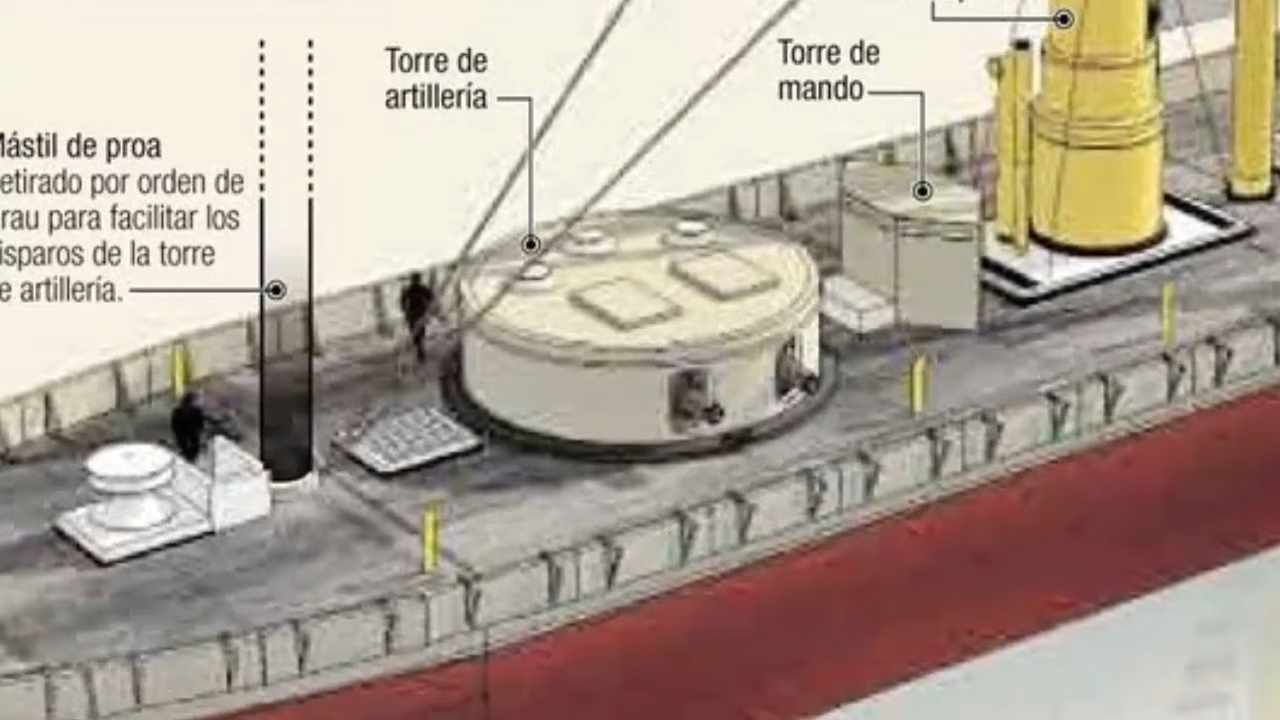 Torre de
artillería
Torre de
mando
Mástil de proa
etirado por orden de
rau para facilitar los
isparos de la torre
e artillería.